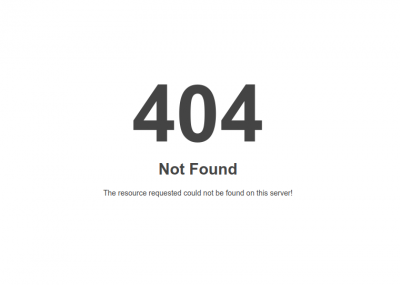 404
Not Found
The resource requested could not be found on this server!